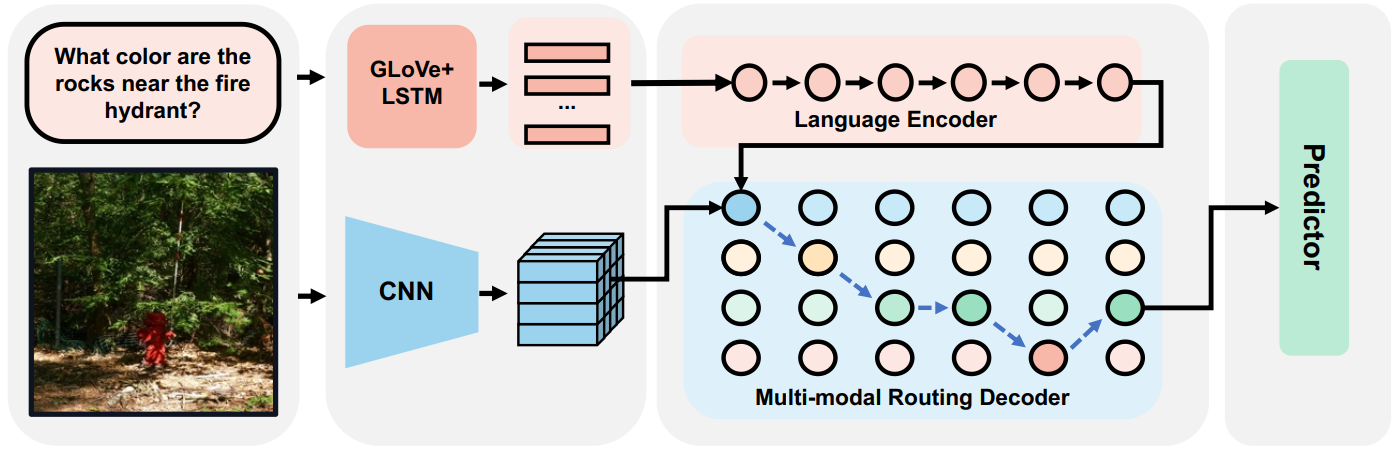 What color are the
rocks near the fire
hydrant?
GLoVe+
LSTM
...
Language Encoder
CNN
Multi-modal Routing Decoder
Predictor